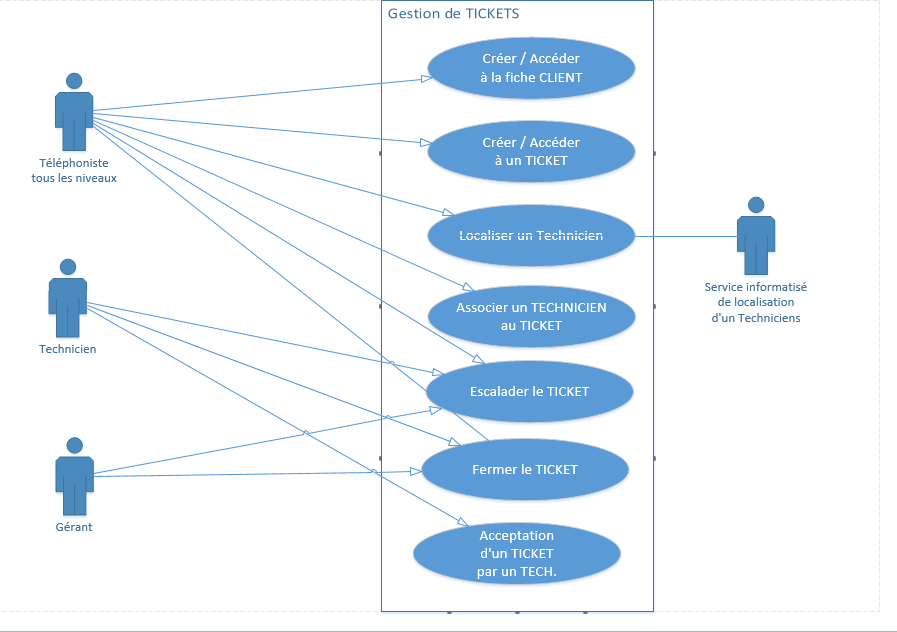 Gestion de TICKETS
Créer / Accéder
à la fiche CLIENT
Créer / Accéder
à un TICKET
Téléphoniste
tous les niveaux
Localiser un Technicien
Service informatisé
de localisation
d'un Techniciens
Associer un TECHNICIEN
au TICKET
Technicien
Escalader le TICKET
Fermer le TICKET
Gérant
Acceptation
d'un TICKET
par un TECH.